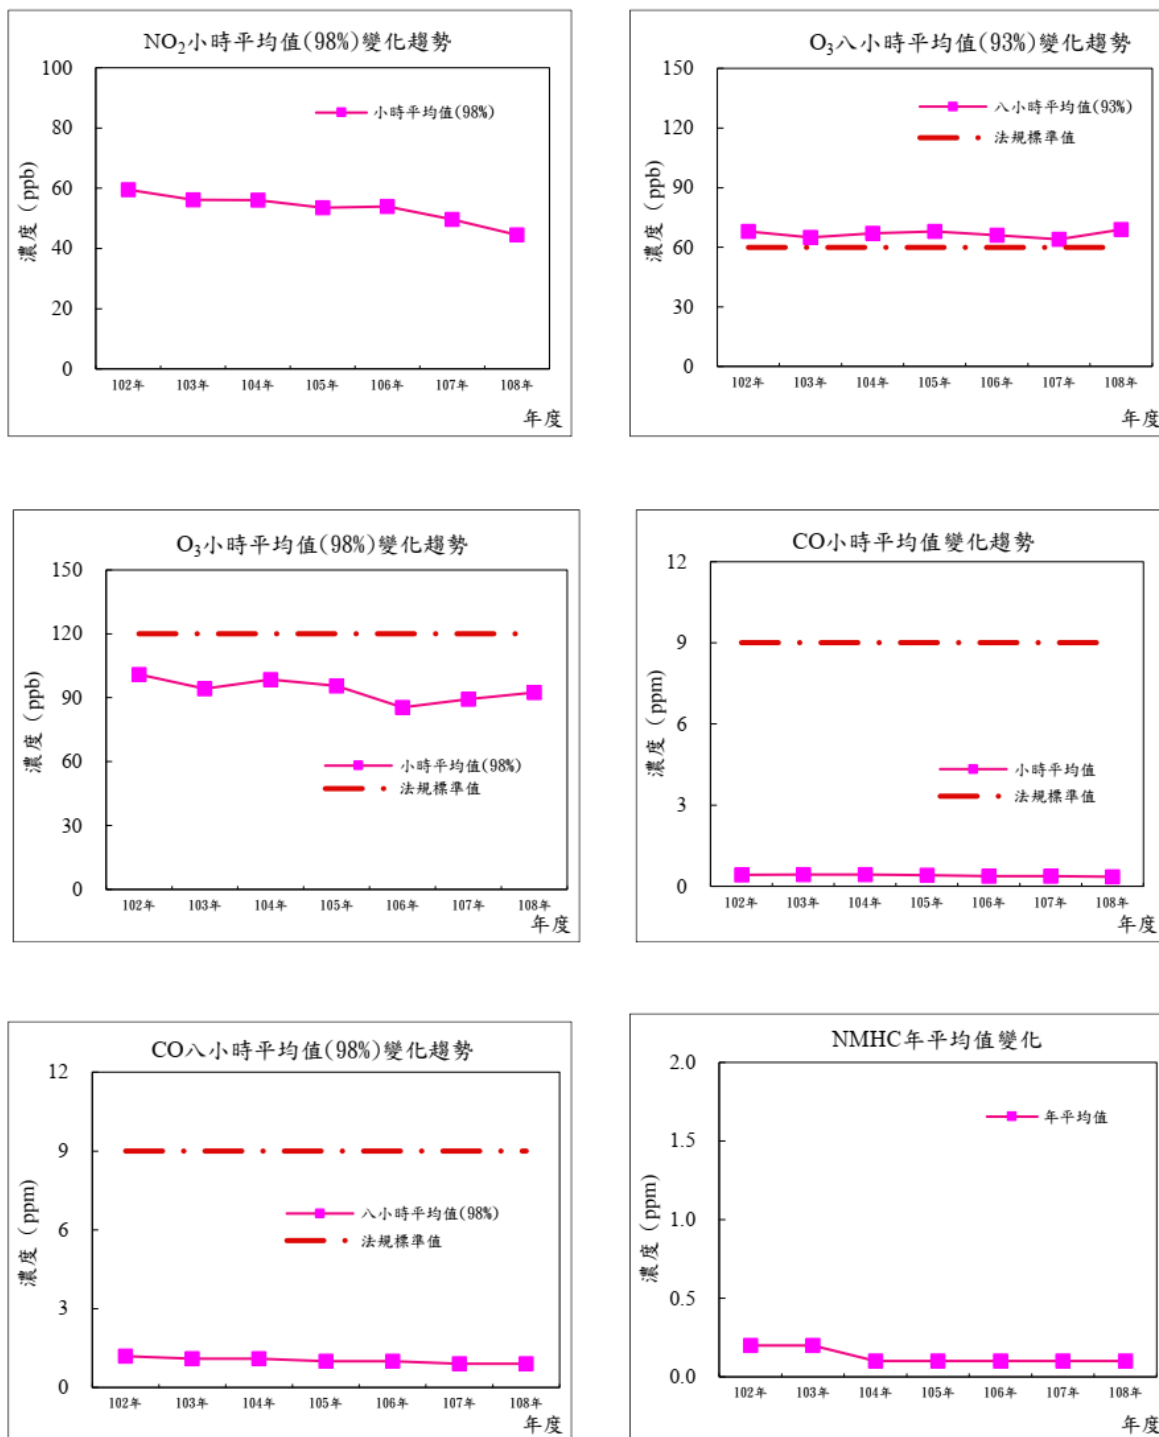 NO₂小時平均值(98%)變化趨勢
100
80
60
40
20
0
濃度（ppb)
小時平均值(98%)
102年 103年 104年 105年 106年 107年 108年
年度
O₃八小時平均值(93%)變化趨勢
150
120
90
60
30
0
濃度（ppb)
八小時平均值(93%)
法規標準值
102年 103年 104年 105年 106年 107年 108年
年度
O₃小時平均值(98%)變化趨勢
150
120
90
60
30
0
濃度（ppb)
小時平均值(98%)
法規標準值
102年 103年 104年 105年 106年 107年 108年
年度
CO小時平均值變化趨勢
12
9
6
3
0
濃度（ppm)
小時平均值
法規標準值
102年 103年 104年 105年 106年 107年 108年
年度
CO八小時平均值(98%)變化趨勢
12
9
6
3
0
濃度（ppm)
八小時平均值(98%)
法規標準值
102年 103年 104年 105年 106年 107年 108年
年度
NMHC年平均值變化
2.0
1.5
1.0
0.5
0.0
濃度（ppm)
年平均值
102年 103年 104年 105年 106年 107年 108年
年度